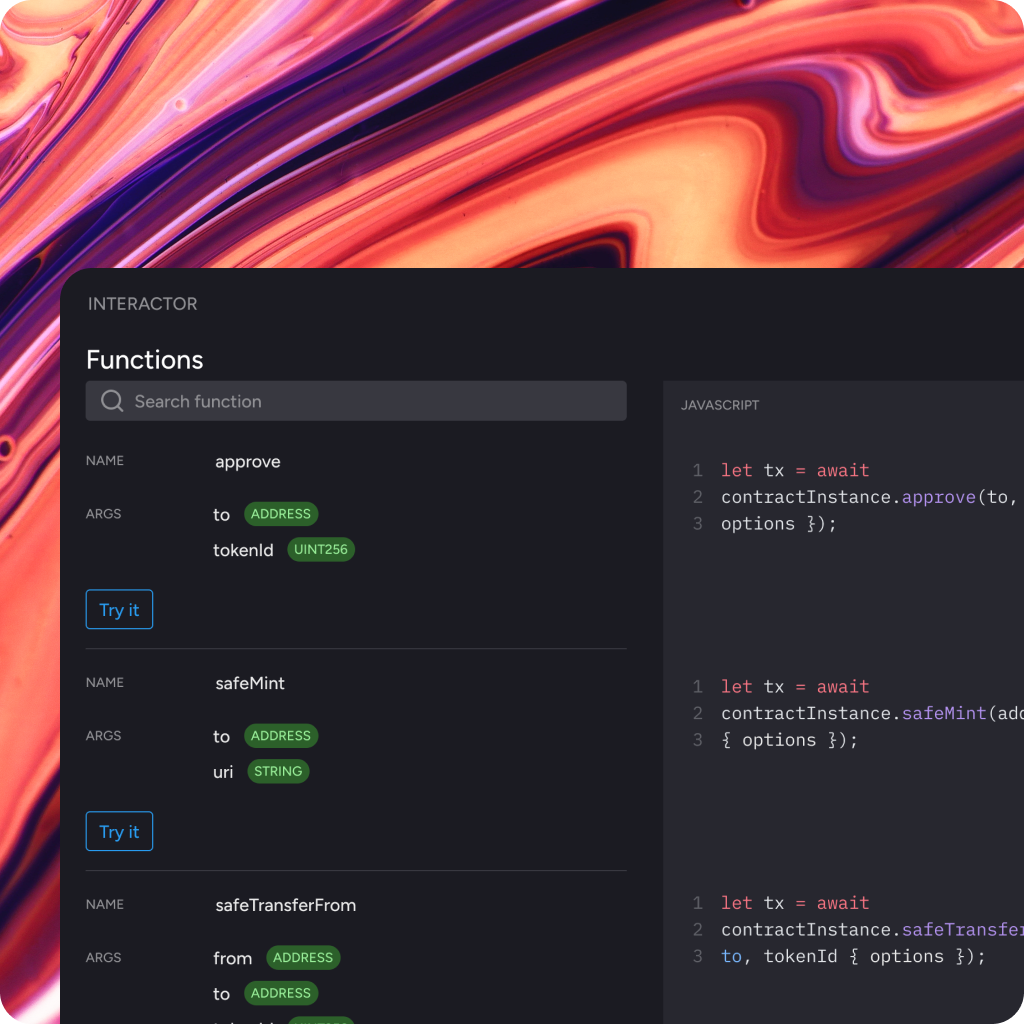 INTERACTOR
Functions
Search function
NAME approve
ARGS to ADDRESS
tokenId UINT256
Try it
NAME safeMint
ARGS to ADDRESS
uri STRING
Try it
NAME safeTransferFrom
ARGS from ADDRESS
to ADDRESS
JAVASCRIPT
1 let tx = await
2 contractInstance.approve(to,
3 options });
1 let tx = await
2 contractInstance.safeMint(add
3 { options });
1 let tx = await
2 contractInstance.safeTransfer
3 to, tokenId { options });